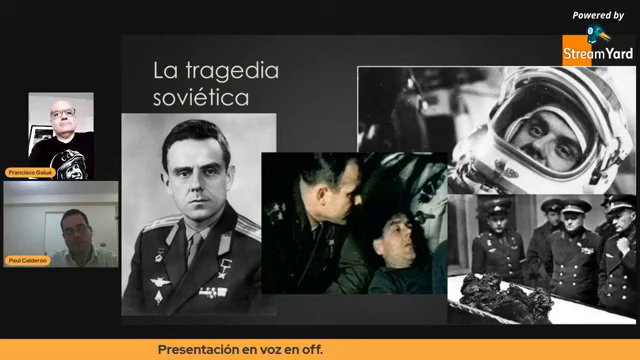 Powered by
StreamYard
La tragedia
soviética
Francisco Galué
Paul Calderon
Presentación en voz en off.